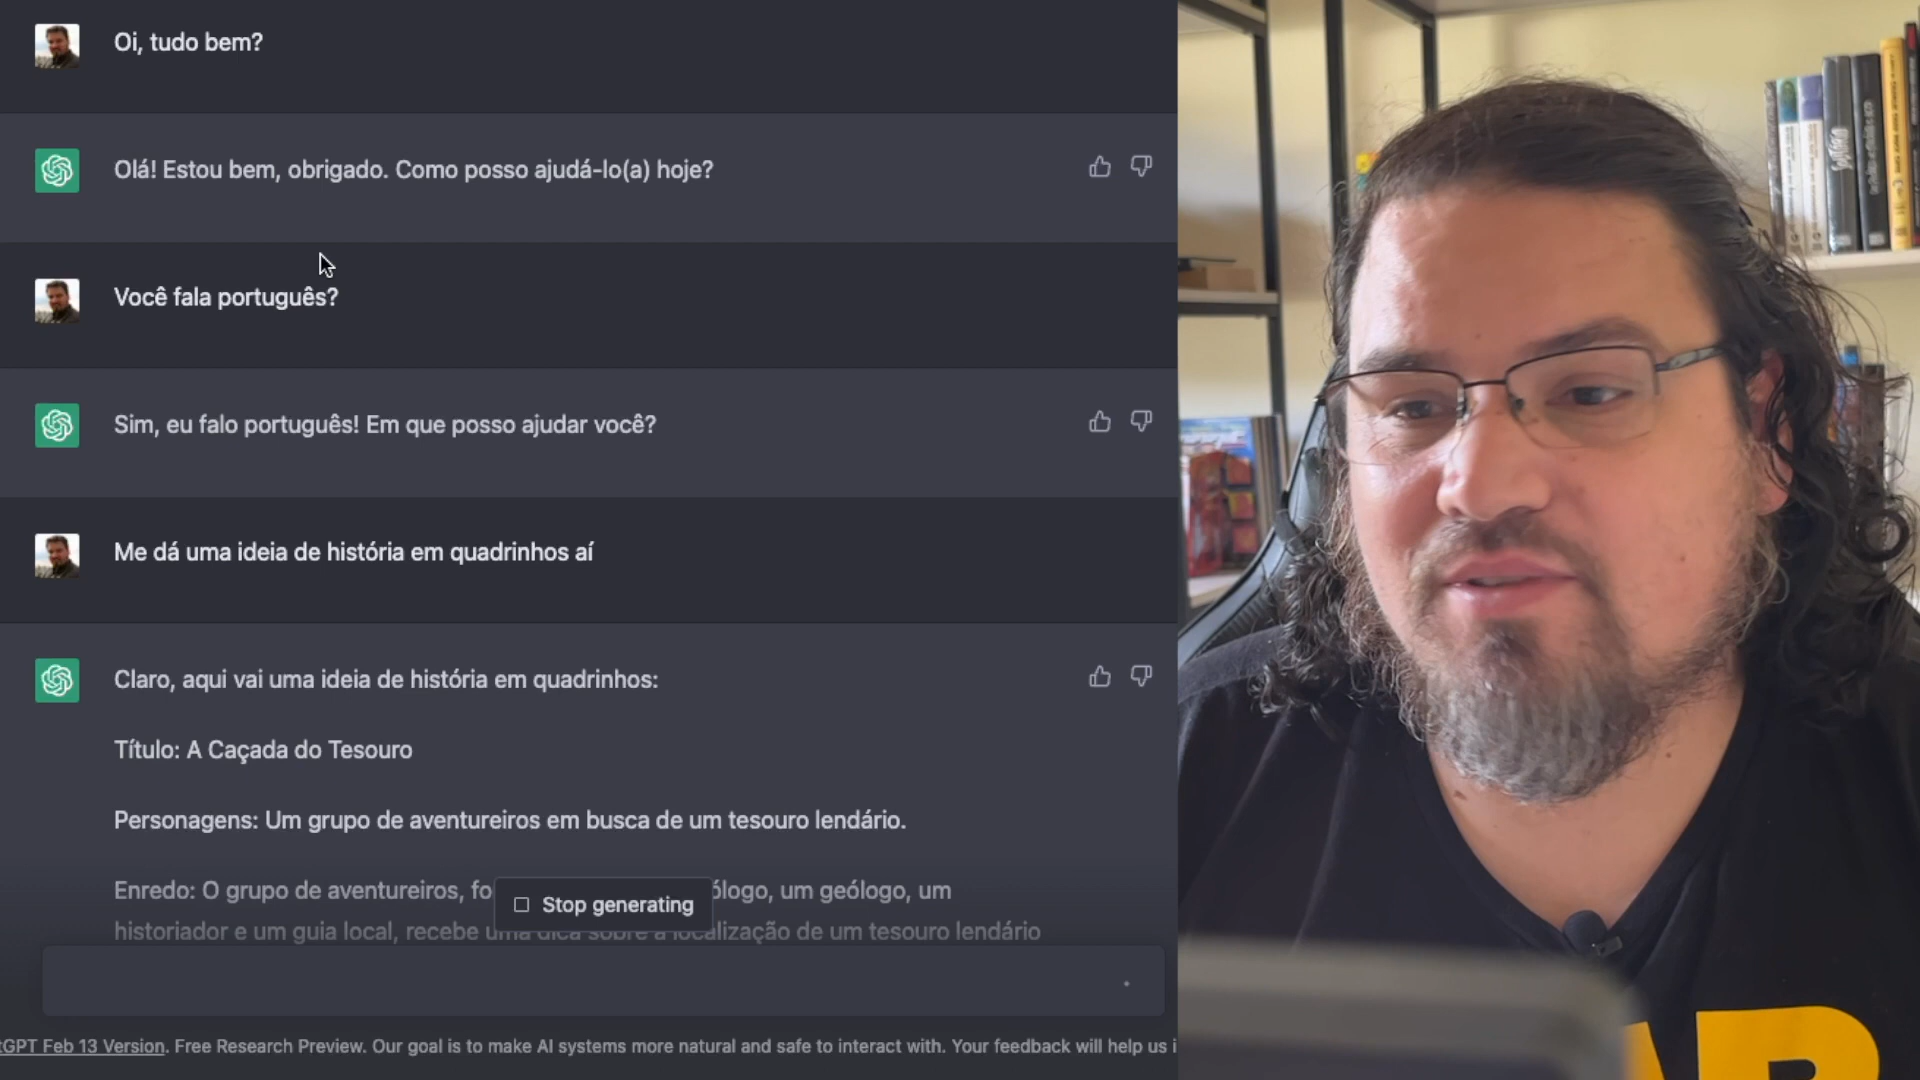 Oi, tudo bem?
Olá! Estou bem, obrigado. Como posso ajudá-lo(a) hoje?
Você fala português?
Sim, eu falo português! Em que posso ajudar você?
Me dá uma ideia de história em quadrinhos aí
Claro, aqui vai uma ideia de história em quadrinhos:
Título: A Caçada do Tesouro
Personagens: Um grupo de aventureiros em busca de um tesouro lendário.
Enredo: O grupo de aventureiros, fo ólogo, um geólogo, um
Stop generating
historiador e um guia local, recebe uma dica sobre a localização de um tesouro lendário
tGPT Feb 13 Version. Free Research Preview. Our goal is to make AI systems more natural and safe to interact with. Your feedback will help us i